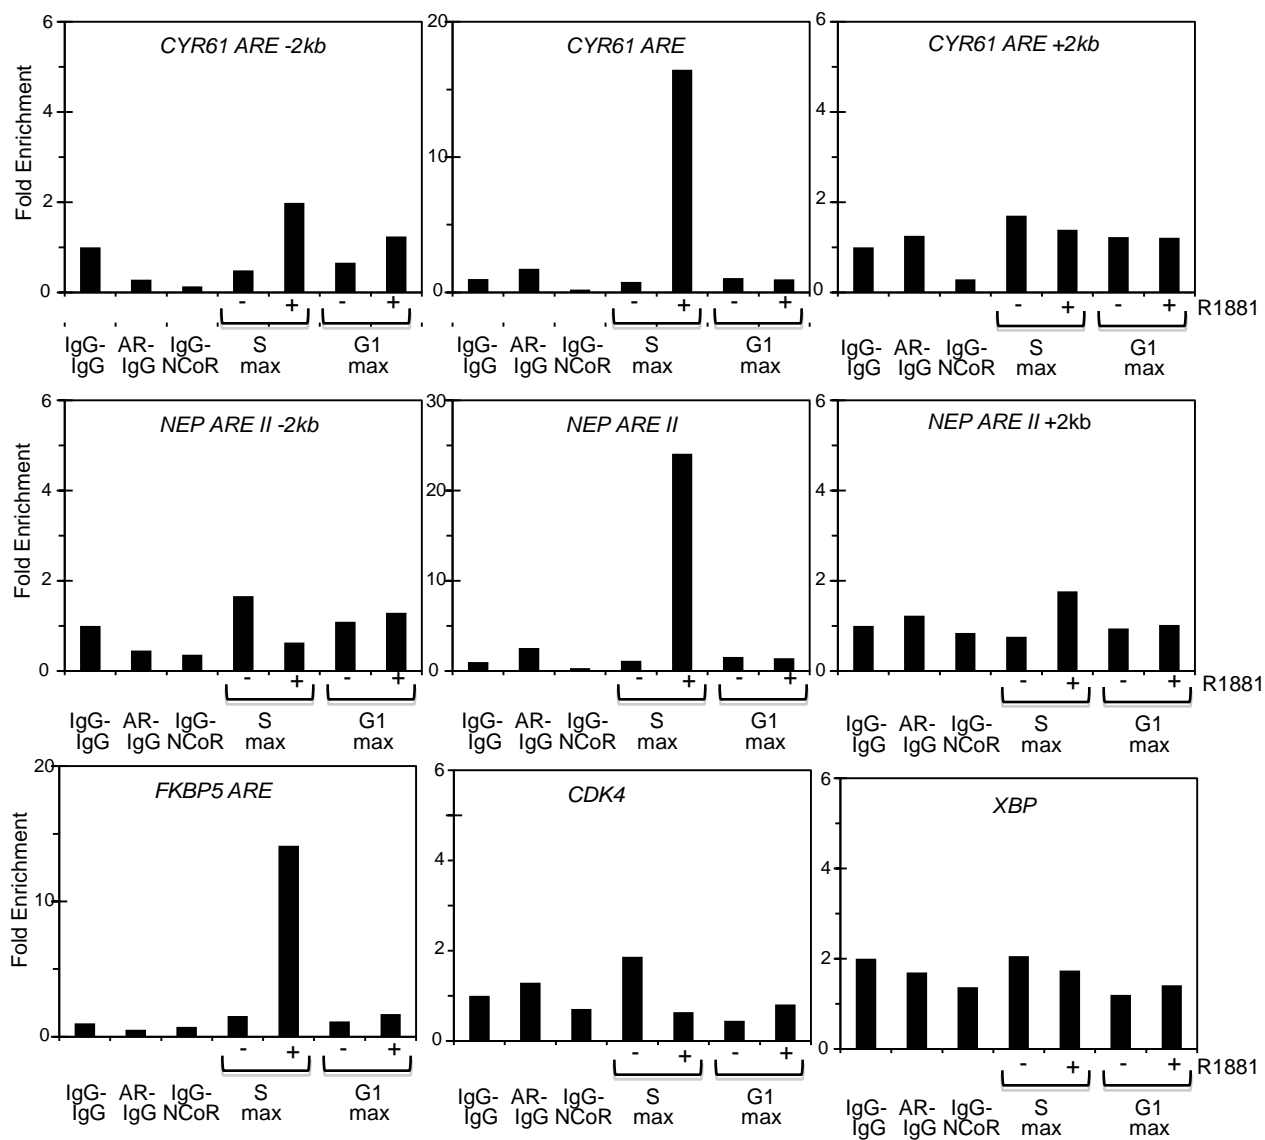 CYR61 ARE -2kb
Fold Enrichment
6
4
2
0
- + - +
IgG- AR- IgG- S G1
IgG IgG NCoR max max
CYR61 ARE
20
10
0
- + - +
IgG- AR- IgG- S G1
IgG IgG NCoR max max
CYR61 ARE +2kb
6
4
2
0
- + - + R1881
IgG- AR- IgG- S G1
IgG IgG NCoR max max
NEP ARE II -2kb
Fold Enrichment
6
4
2
0
- + - +
IgG- AR- IgG- S G1
IgG IgG NCoR max max
NEP ARE II
30
20
10
0
- + - +
IgG- AR- IgG- S G1
IgG IgG NCoR max max
NEP ARE II +2kb
6
4
2
0
- + - + R1881
IgG- AR- IgG- S G1
IgG IgG NCoR max max
FKBP5 ARE
Fold Enrichment
20
10
0
- + - +
IgG- AR- IgG- S G1
IgG IgG NCoR max max
CDK4
6
4
2
0
- + - +
IgG- AR- IgG- S G1
IgG IgG NCoR max max
XBP
6
4
2
0
- + - + R1881
IgG- AR- IgG- S G1
IgG IgG NCoR max max